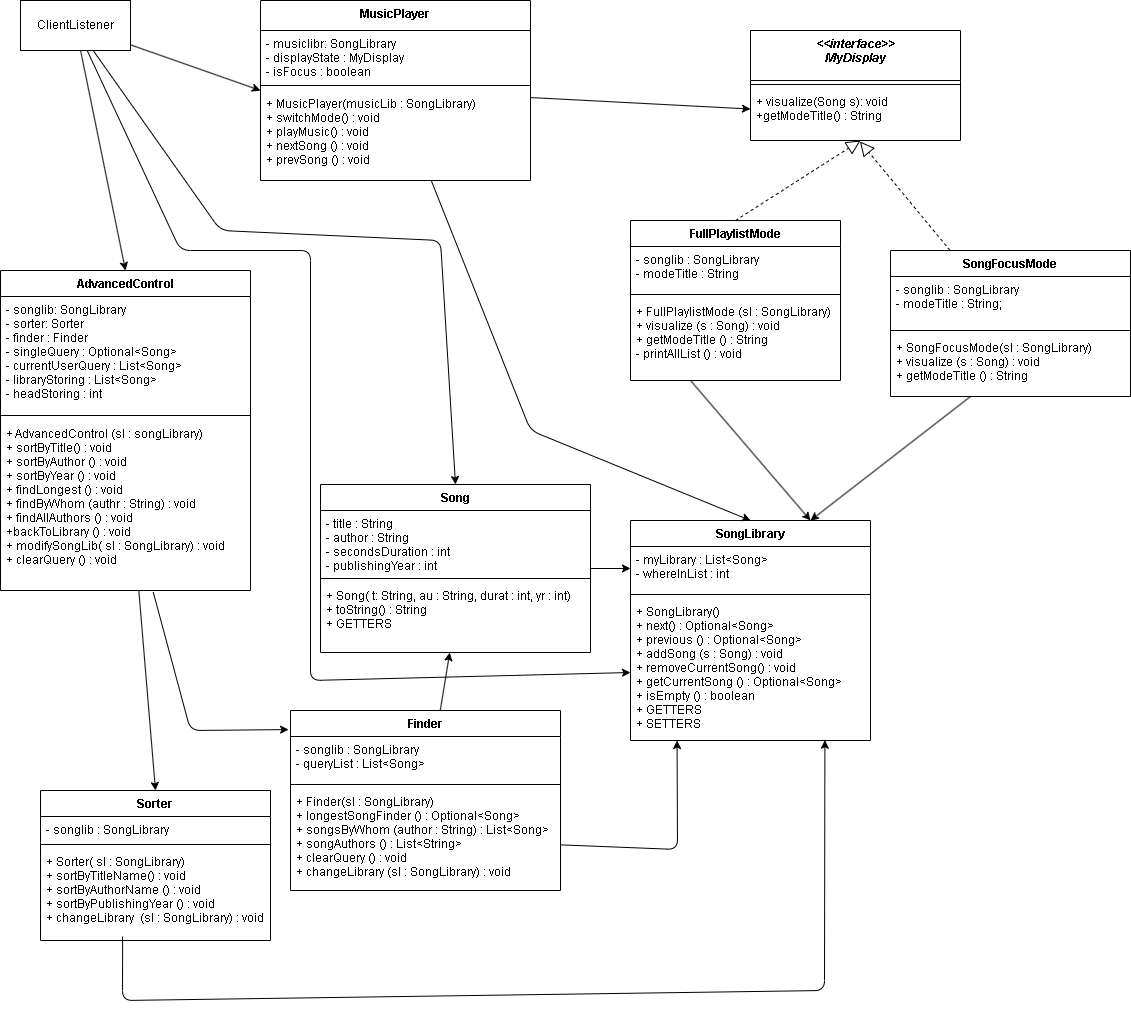 ClientListener
MusicPlayer
- musiclibr: SongLibrary
- displayState : MyDisplay
- isFocus : boolean
+ MusicPlayer(musicLib : SongLibrary)
+ switchMode() : void
+ playMusic() : void
+ nextSong () : void
+ prevSong () : void
<<interface>>
MyDisplay
+ visualize(Song s): void
+getModeTitle() : String
FullPlaylistMode
- songlib : SongLibrary
- modeTitle : String
+ FullPlaylistMode (sl : SongLibrary)
+ visualize (s : Song) : void
+ getModeTitle () : String
- printAllList () : void
SongFocusMode
- songlib : SongLibrary
- modeTitle : String;
+ SongFocusMode(sl : SongLibrary)
+ visualize (s : Song) : void
+ getModeTitle () : String
AdvancedControl
- songlib: SongLibrary
- sorter: Sorter
- finder : Finder
- singleQuery : Optional<Song>
- currentUserQuery : List<Song>
- libraryStoring : List<Song>
- headStoring : int
+ AdvancedControl (sl : songLibrary)
+ sortByTitle() : void
+ sortByAuthor () : void
+ sortByYear () : void
+ findLongest () : void
+ findByWhom (authr : String) : void
+ findAllAuthors () : void
+backToLibrary () : void
+ modifySongLib( sl : SongLibrary) : void
+ clearQuery () : void
Song
- title : String
- author : String
- secondsDuration : int
- publishingYear : int
+ Song( t: String, au : String, durat : int, yr : int)
+ toString() : String
+ GETTERS
SongLibrary
- myLibrary : List<Song>
- whereInList : int
+ SongLibrary()
+ next() : Optional<Song>
+ previous () : Optional<Song>
+ addSong (s : Song) : void
+ removeCurrentSong() : void
+ getCurrentSong () : Optional<Song>
+ isEmpty () : boolean
+ GETTERS
+ SETTERS
Finder
- songlib : SongLibrary
- queryList : List<Song>
+ Finder(sl : SongLibrary)
+ longestSongFinder () : Optional<Song>
+ songsByWhom (author : String) : List<Song>
+ songAuthors () : List<String>
+ clearQuery () : void
+ changeLibrary (sl : SongLibrary) : void
Sorter
- songlib : SongLibrary
+ Sorter( sl : SongLibrary)
+ sortByTitleName() : void
+ sortByAuthorName () : void
+ sortByPublishingYear () : void
+ changeLibrary (sl : SongLibrary) : void